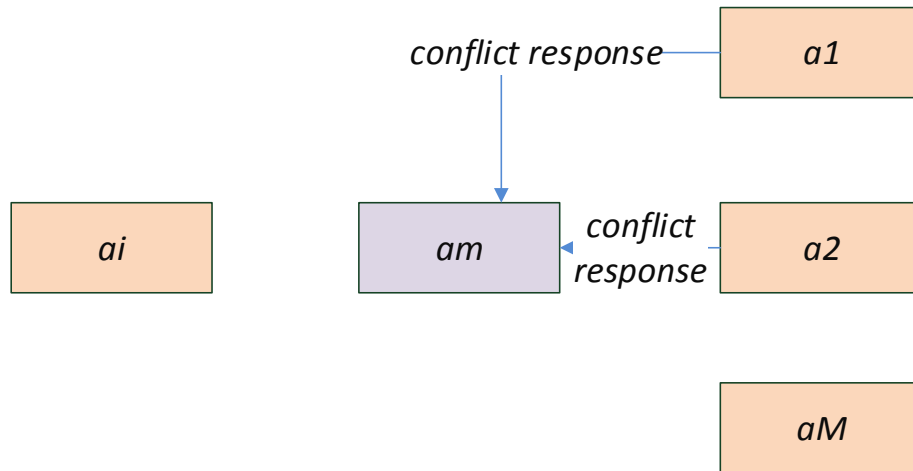 conflict response
a1
ai
am
conflict
response
a2
aM